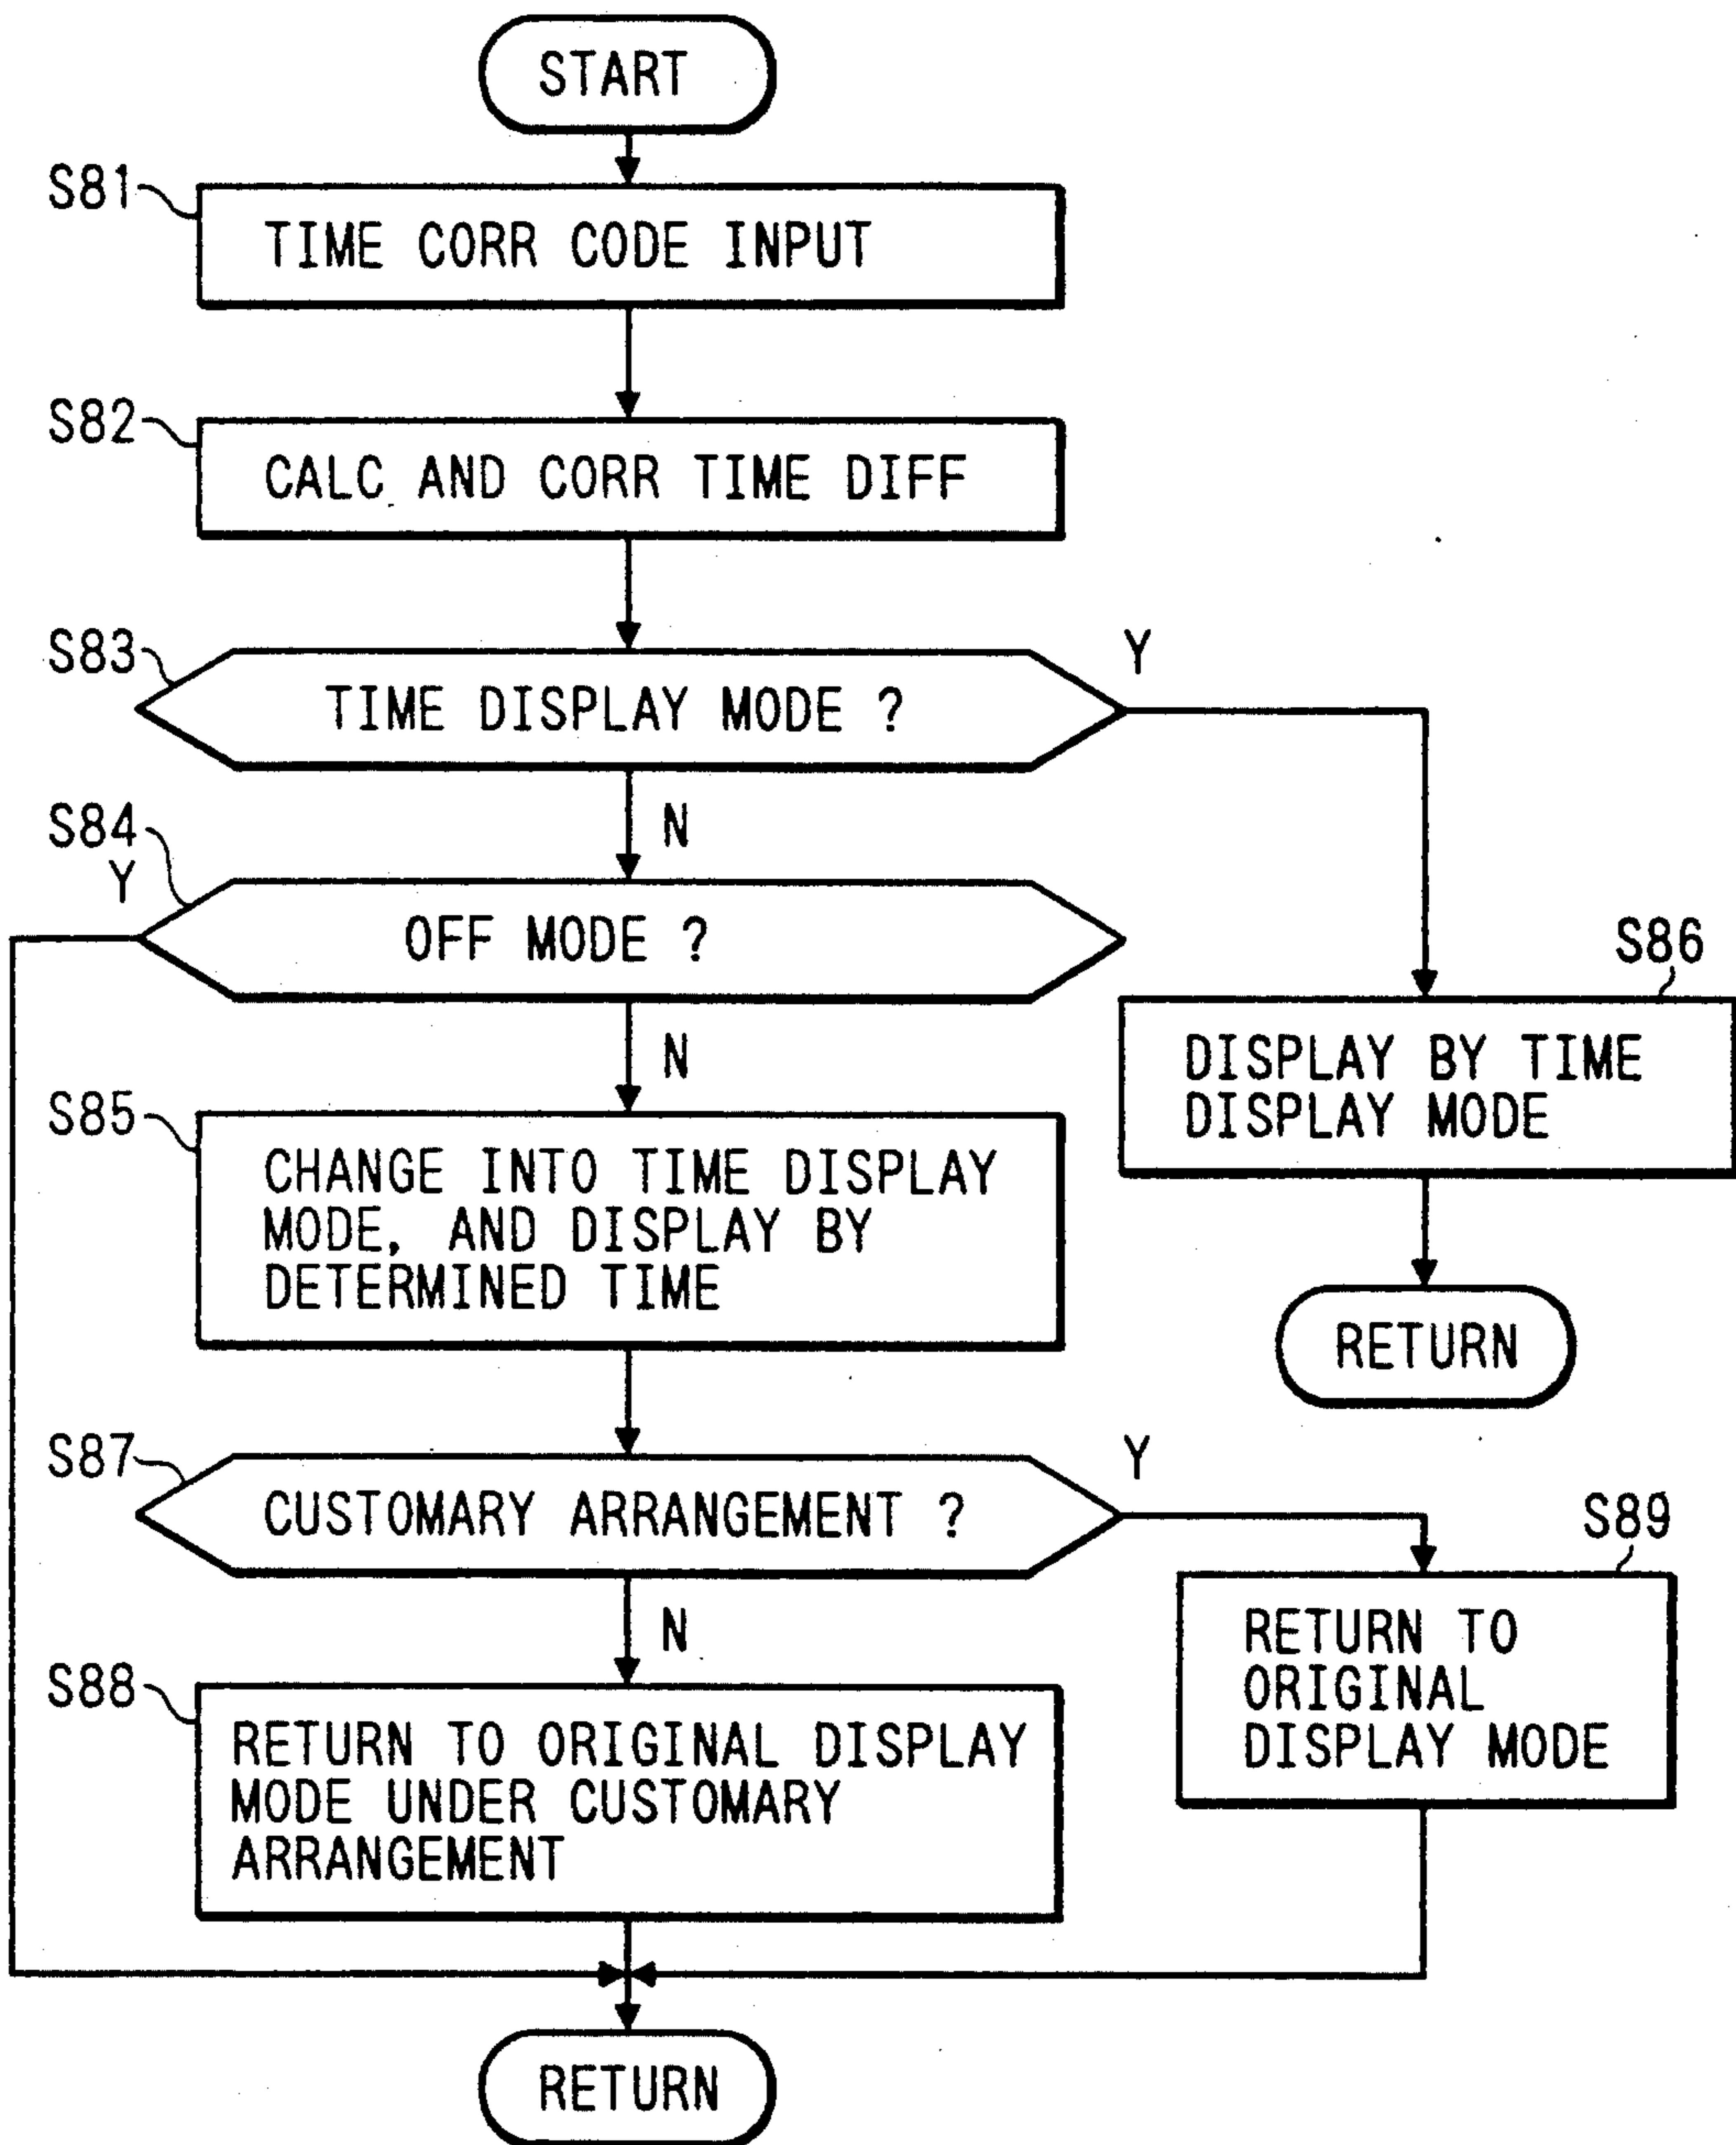 START
S81
TIME CORR CODE INPUT
S82
CALC AND CORR TIME DIFF
S83
TIME DISPLAY MODE ?
Y
N
S84
Y
OFF MODE ?
N
S86
DISPLAY BY TIME
DISPLAY MODE
RETURN
S85
CHANGE INTO TIME DISPLAY
MODE, AND DISPLAY BY
DETERMINED TIME
S87
CUSTOMARY ARRANGEMENT ?
Y
N
S89
RETURN TO
ORIGINAL
DISPLAY MODE
S88
RETURN TO ORIGINAL DISPLAY
MODE UNDER CUSTOMARY
ARRANGEMENT
RETURN